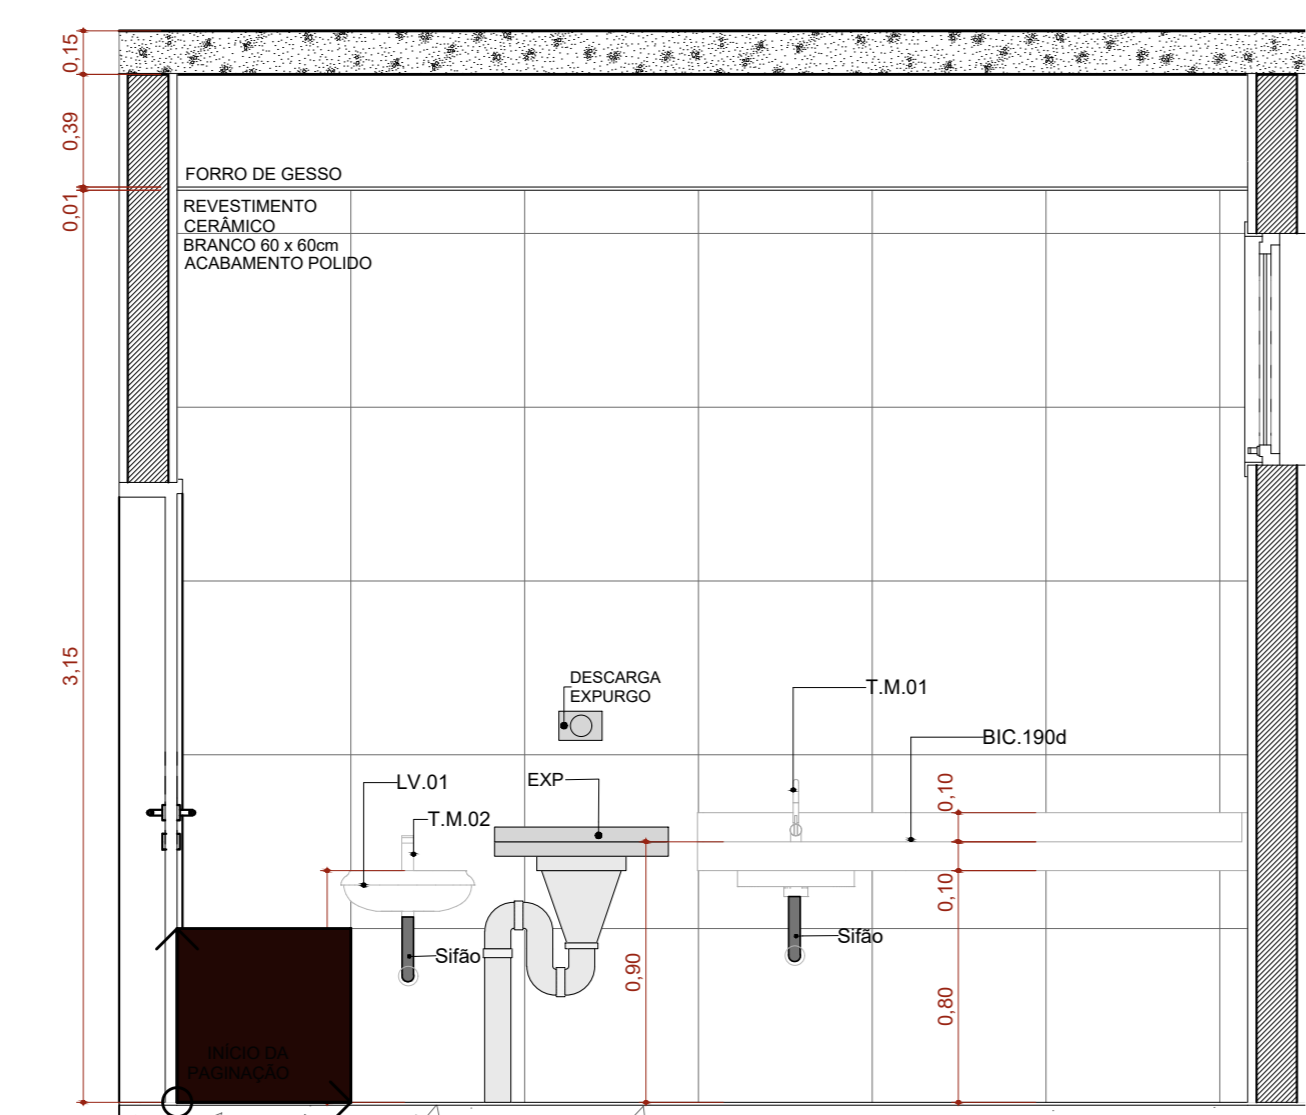 0,15
0,39
0,01
FORRO DE GESSO
REVESTIMENTO
CERÂMICO
BRANCO 60 x 60cm
ACABAMENTO POLIDO
3,15
DESCARGA
EXPURGO
T.M.01
BIC.190d
LV.01
EXP
T.M.02
0,10
0,10
Sifão
Sifão
0,90
0,80
INÍCIO DA
PAGINAÇÃO